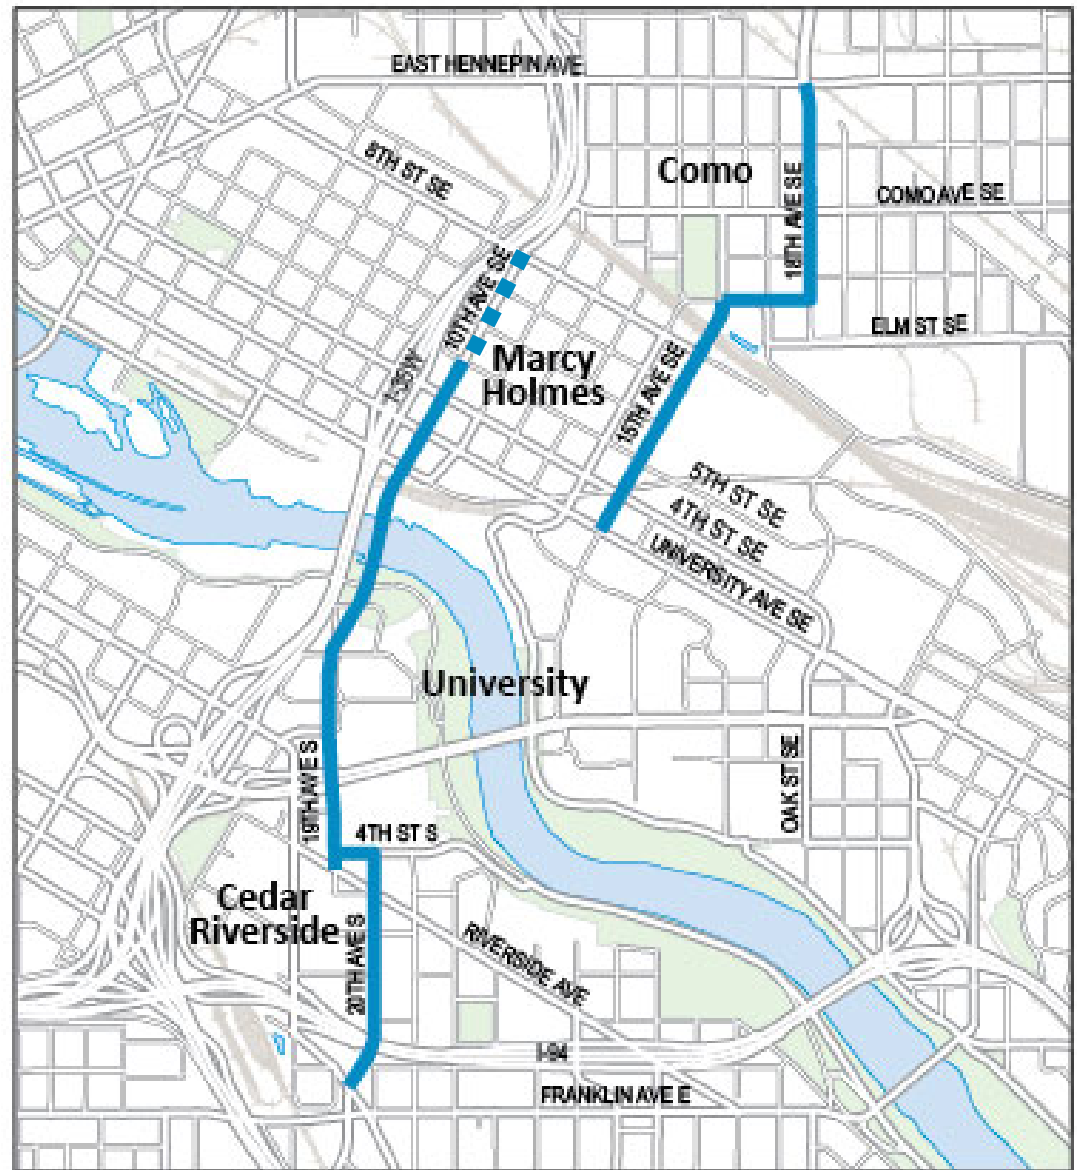 EAST HENNEPIN AVE
8TH ST SE
Como
18TH AVE SE
COMO AVE SE
10TH AVE SE
ELM ST SE
I-35W
Marcy
Holmes
15TH AVE SE
5TH ST SE
4TH ST SE
UNIVERSITY AVE SE
University
19TH AVE S
OAK ST SE
4TH ST S
Cedar
Riverside
20TH AVE S
RIVERSIDE AVE
I-94
FRANKLIN AVE E